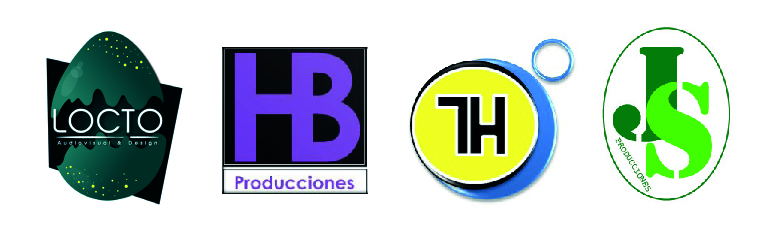 LOCTO
Audiovisual & Design
HB
Producciones
TH
JS
PRODUCCIONES